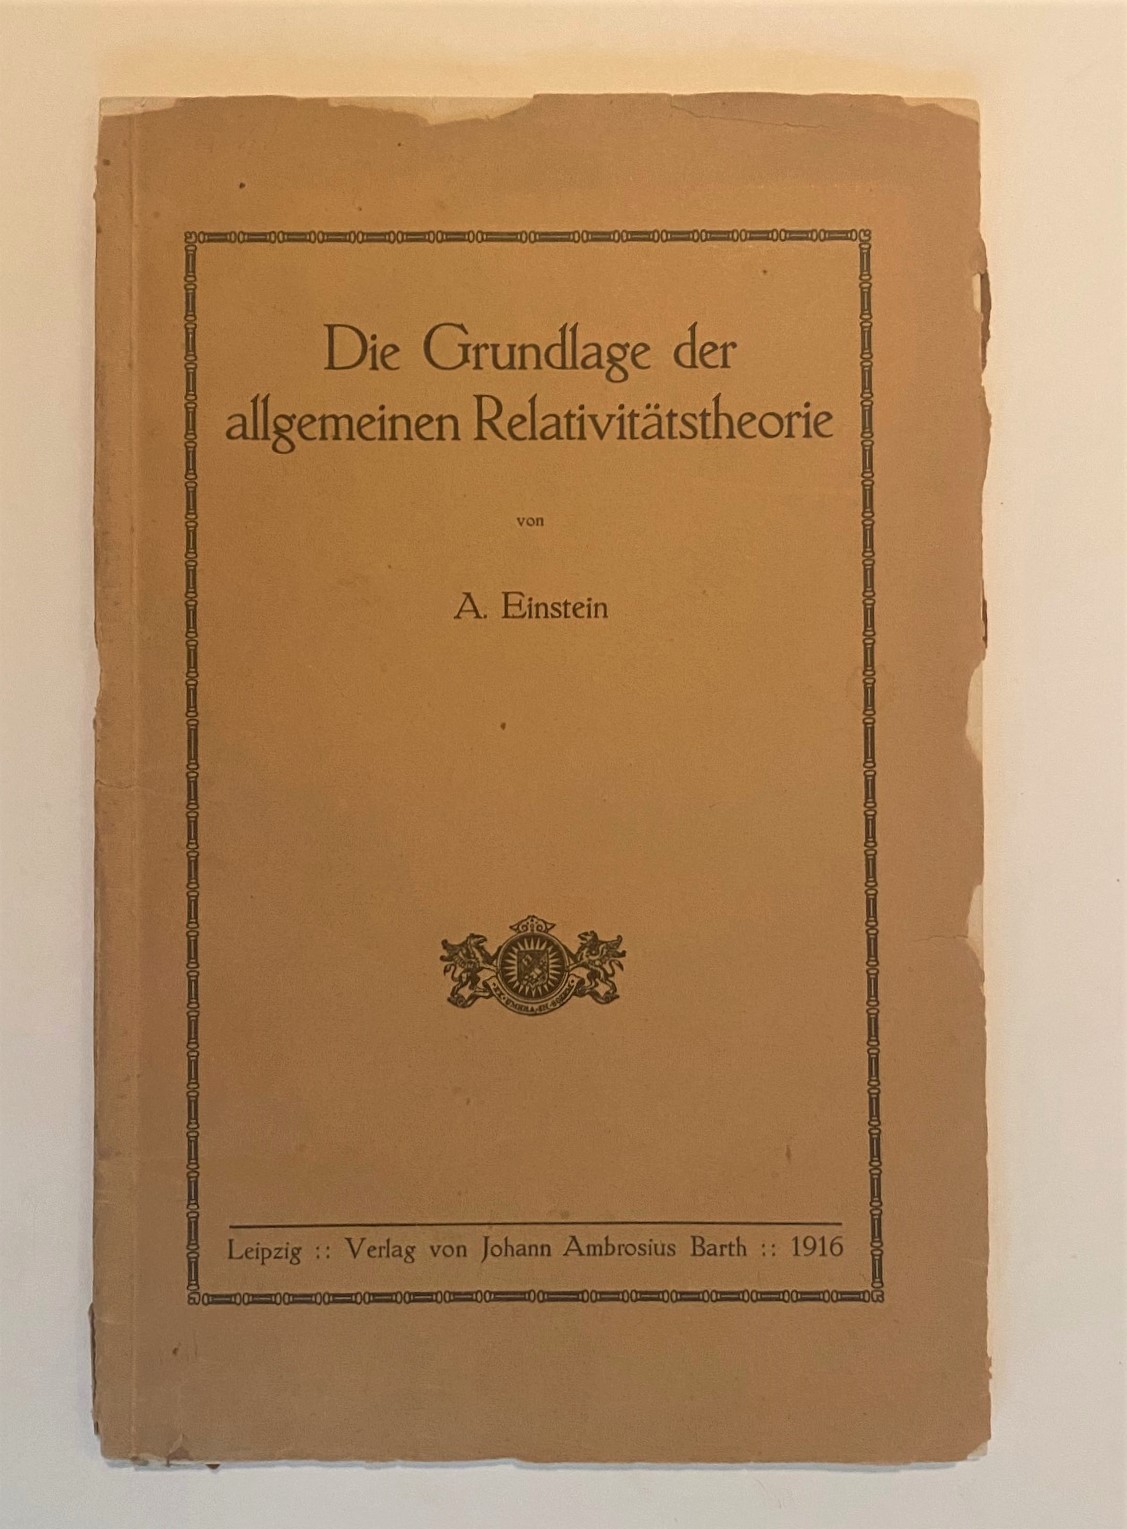 Die Grundlage der
allgemeinen Relativitätstheorie
von
A. Einstein
Leipzig :: Verlag von Johann Ambrosius Barth :: 1916